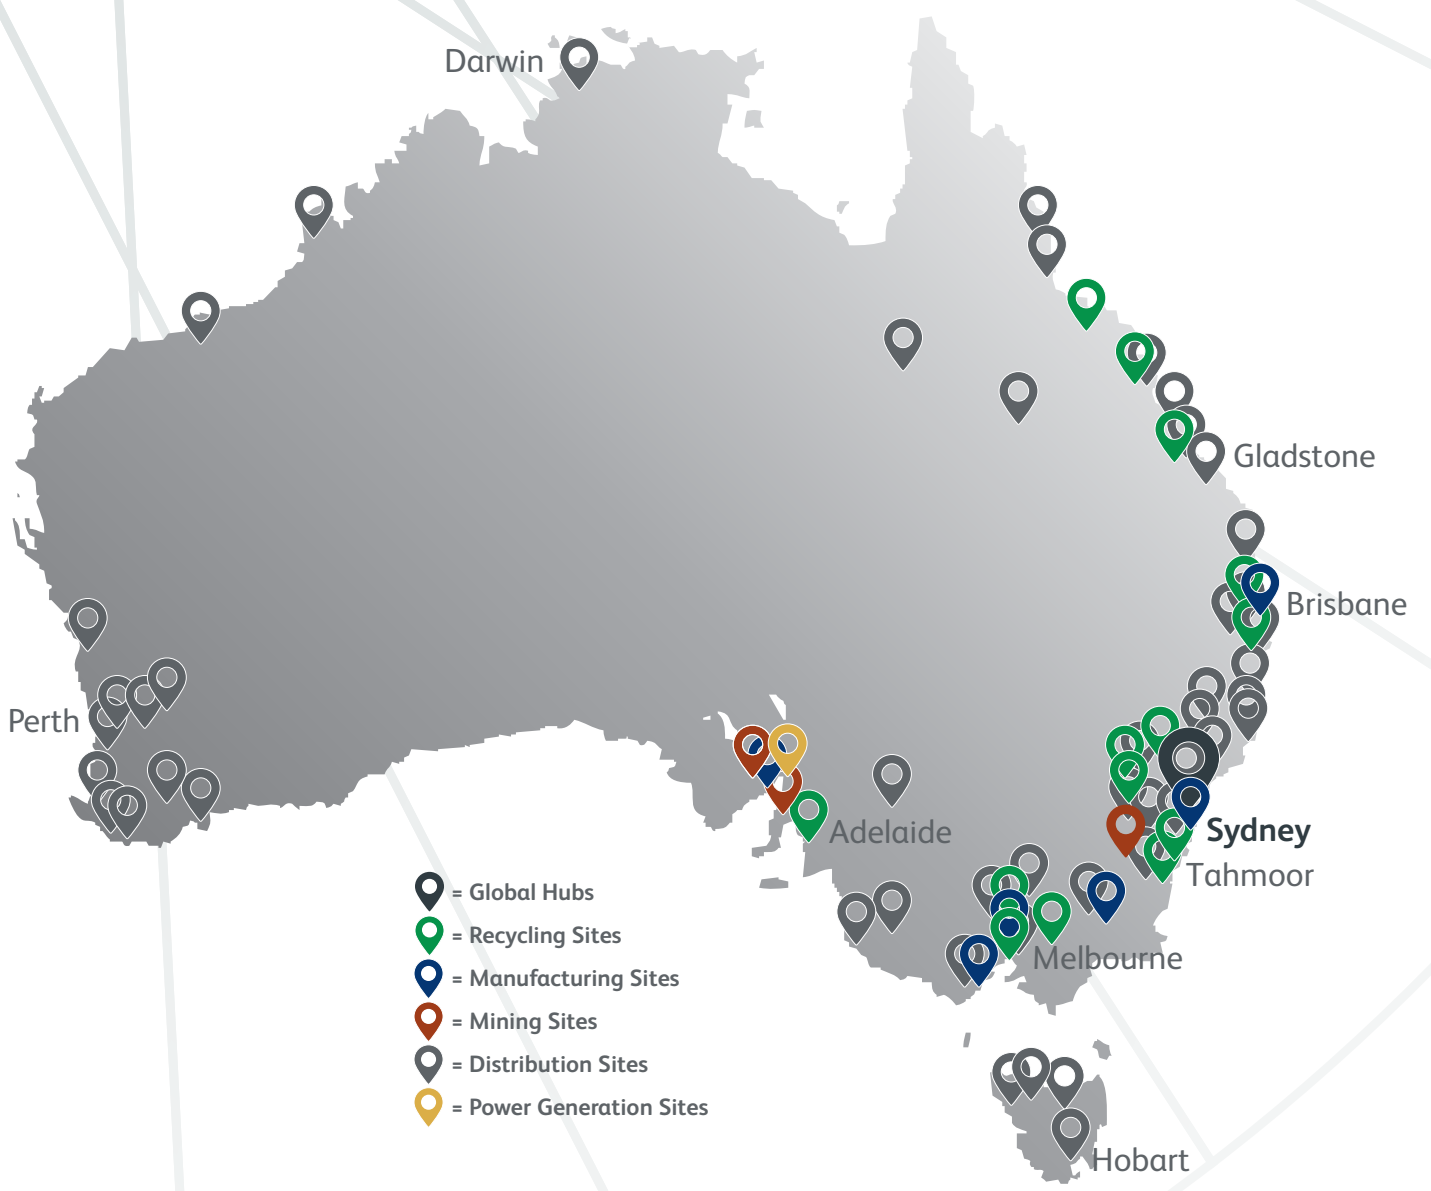 Darwin
Gladstone
Brisbane
Perth
Adelaide
Sydney
Tahmoor
Melbourne
Hobart
= Global Hubs
= Recycling Sites
= Manufacturing Sites
= Mining Sites
= Distribution Sites
= Power Generation Sites